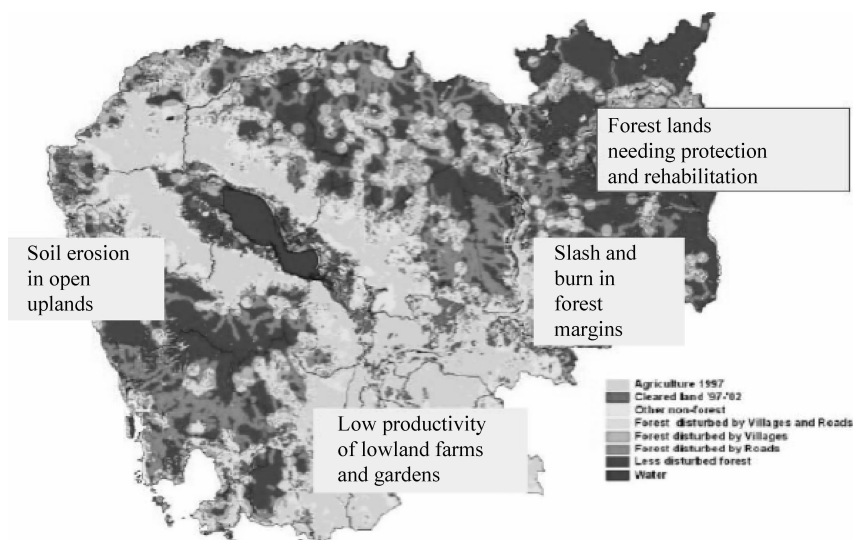 Forest lands
needing protection
and rehabilitation
Soil erosion
in open
uplands
Slash and
burn in
forest
margins
Low productivity
of lowland farms
and gardens
Agriculture 1997
Cleared land '97-'02
Other non-forest
Forest disturbed by Villages and Roads
Forest disturbed by Villages
Forest disturbed by Roads
Less disturbed forest
Water